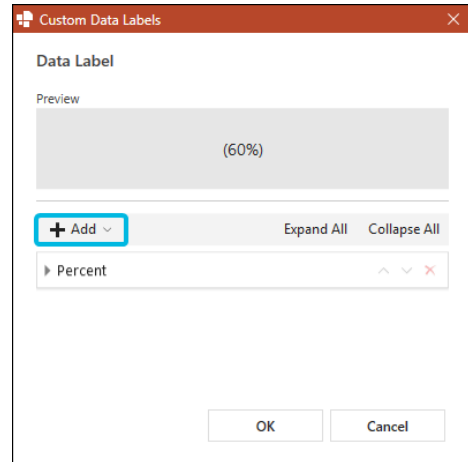 Custom Data Labels
Data Label
Preview
(60%)
Add
Expand All
Collapse All
Percent
OK
Cancel